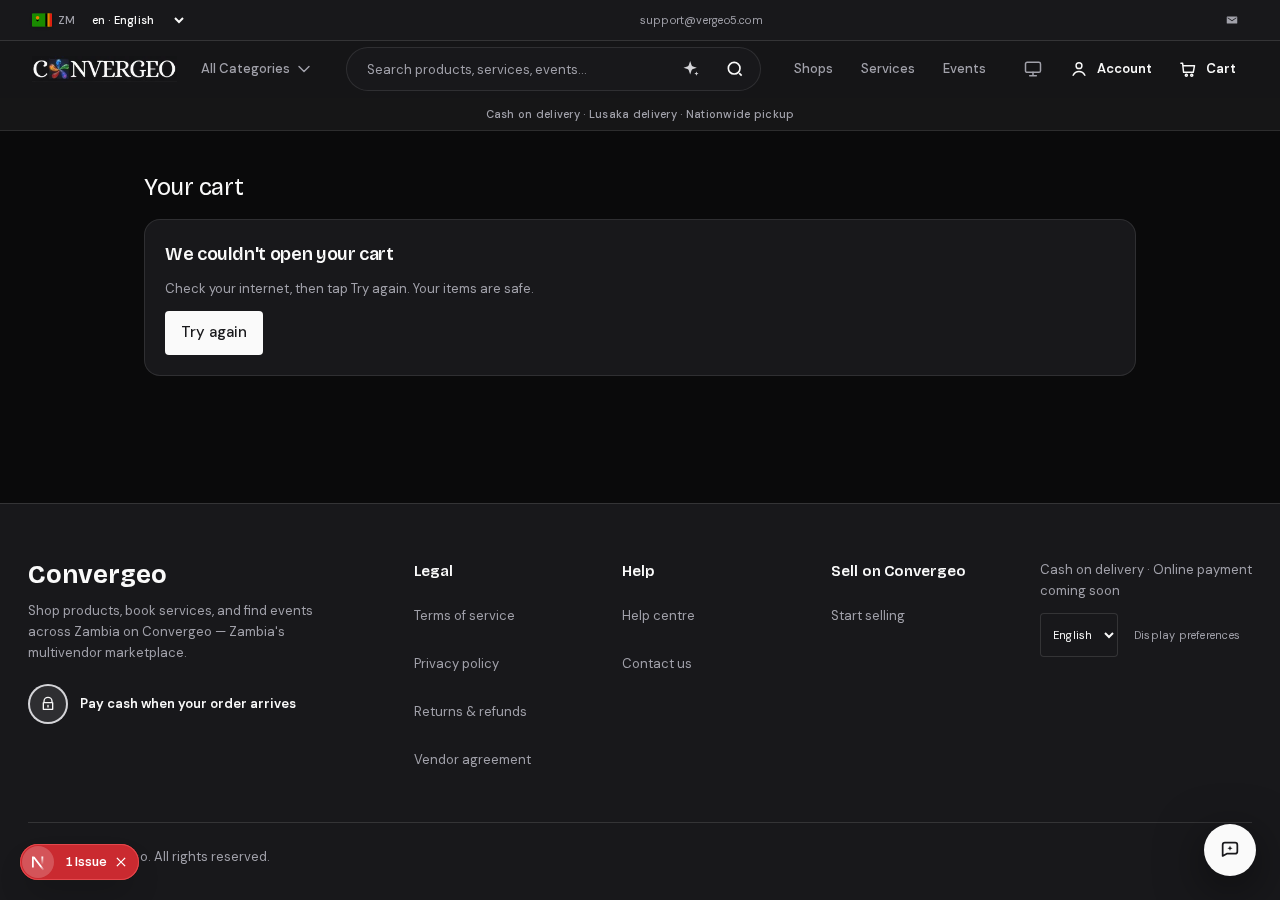 ZM
en · English
support@vergeo5.com
CONVERGEO
All Categories
Search products, services, events...
Shops
Services
Events
Account
Cart
Cash on delivery · Lusaka delivery · Nationwide pickup
Your cart
We couldn't open your cart
Check your internet, then tap Try again. Your items are safe.
Try again
Convergeo
Shop products, book services, and find events
across Zambia on Convergeo — Zambia's
multivendor marketplace.
Pay cash when your order arrives
Legal
Terms of service
Privacy policy
Returns & refunds
Vendor agreement
Help
Help centre
Contact us
Sell on Convergeo
Start selling
Cash on delivery · Online payment
coming soon
English
Display preferences
N
1 Issue
o. All rights reserved.